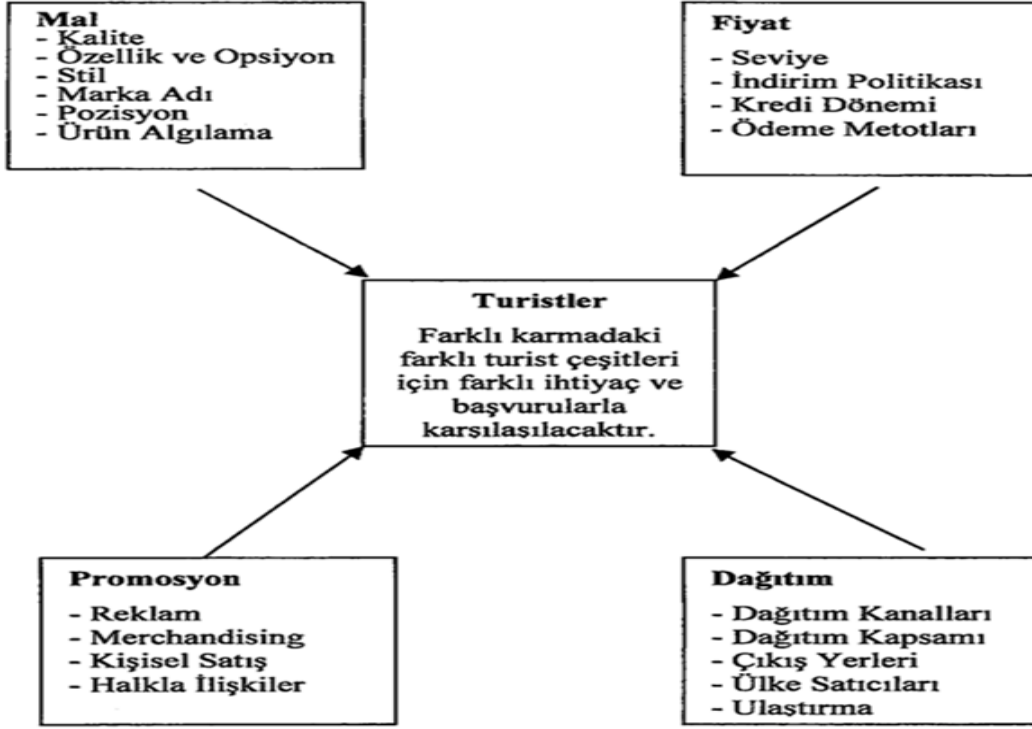 Mal
- Kalite
- Özellik ve Opsiyon
- Stil
- Marka Adı
- Pozisyon
- Ürün Algılama
Fiyat
- Seviye
- İndirim Politikası
- Kredi Dönemi
- Ödeme Metotları
Turistler
Farklı karmadaki
farklı turist çeşitleri
için farklı ihtiyaç ve
başvurularla
karşılaşılacaktır.
Promosyon
- Reklam
- Merchandising
- Kişisel Satış
- Halkla İlişkiler
Dağıtım
- Dağıtım Kanalları
- Dağıtım Kapsamı
- Çıkış Yerleri
- Ülke Satıcıları
- Ulaştırma